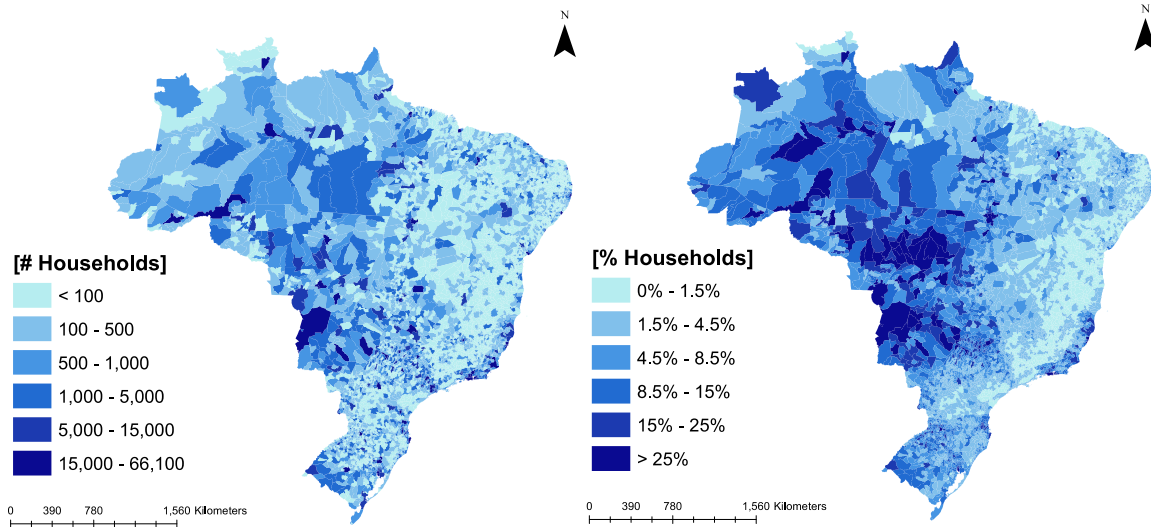 N
[# Households]
< 100
100 - 500
500 - 1,000
1,000 - 5,000
5,000 - 15,000
15,000 - 66,100
0 390 780 1,560 Kilometers
N
[% Households]
0% - 1.5%
1.5% - 4.5%
4.5% - 8.5%
8.5% - 15%
15% - 25%
> 25%
0 390 780 1,560 Kilometers